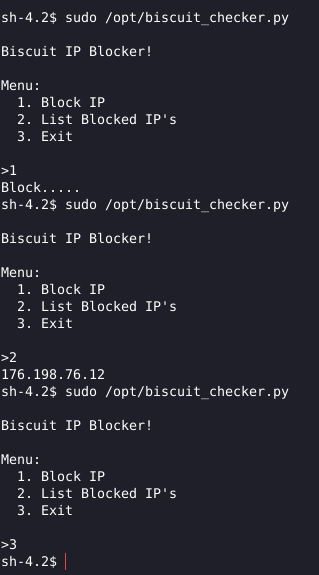 sh-4.2$ sudo /opt/biscuit_checker.py
Biscuit IP Blocker!
Menu:
  1. Block IP
  2. List Blocked IP's
  3. Exit
>1
Block.....
sh-4.2$ sudo /opt/biscuit_checker.py
Biscuit IP Blocker!
Menu:
  1. Block IP
  2. List Blocked IP's
  3. Exit
>2
176.198.76.12
sh-4.2$ sudo /opt/biscuit_checker.py
Biscuit IP Blocker!
Menu:
  1. Block IP
  2. List Blocked IP's
  3. Exit
>3
sh-4.2$